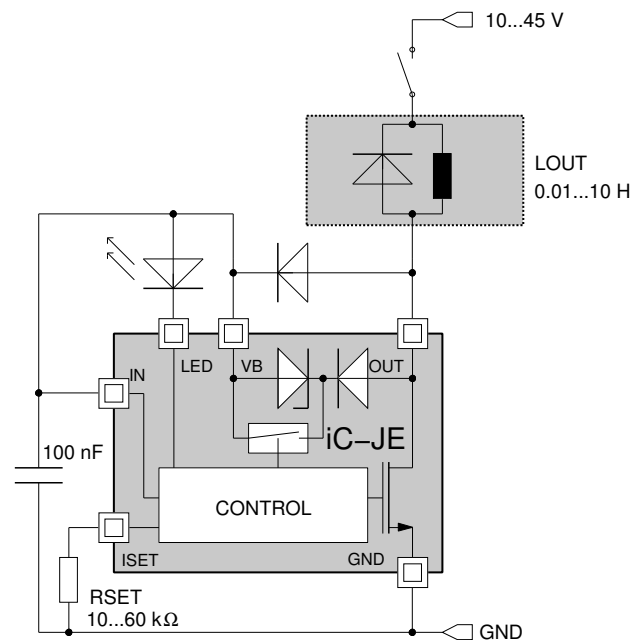 10...45 V
LOUT
0.01...10 H
LED
VB
OUT
IN
iC–JE
100 nF
CONTROL
ISET
GND
RSET
10...60 kΩ
GND